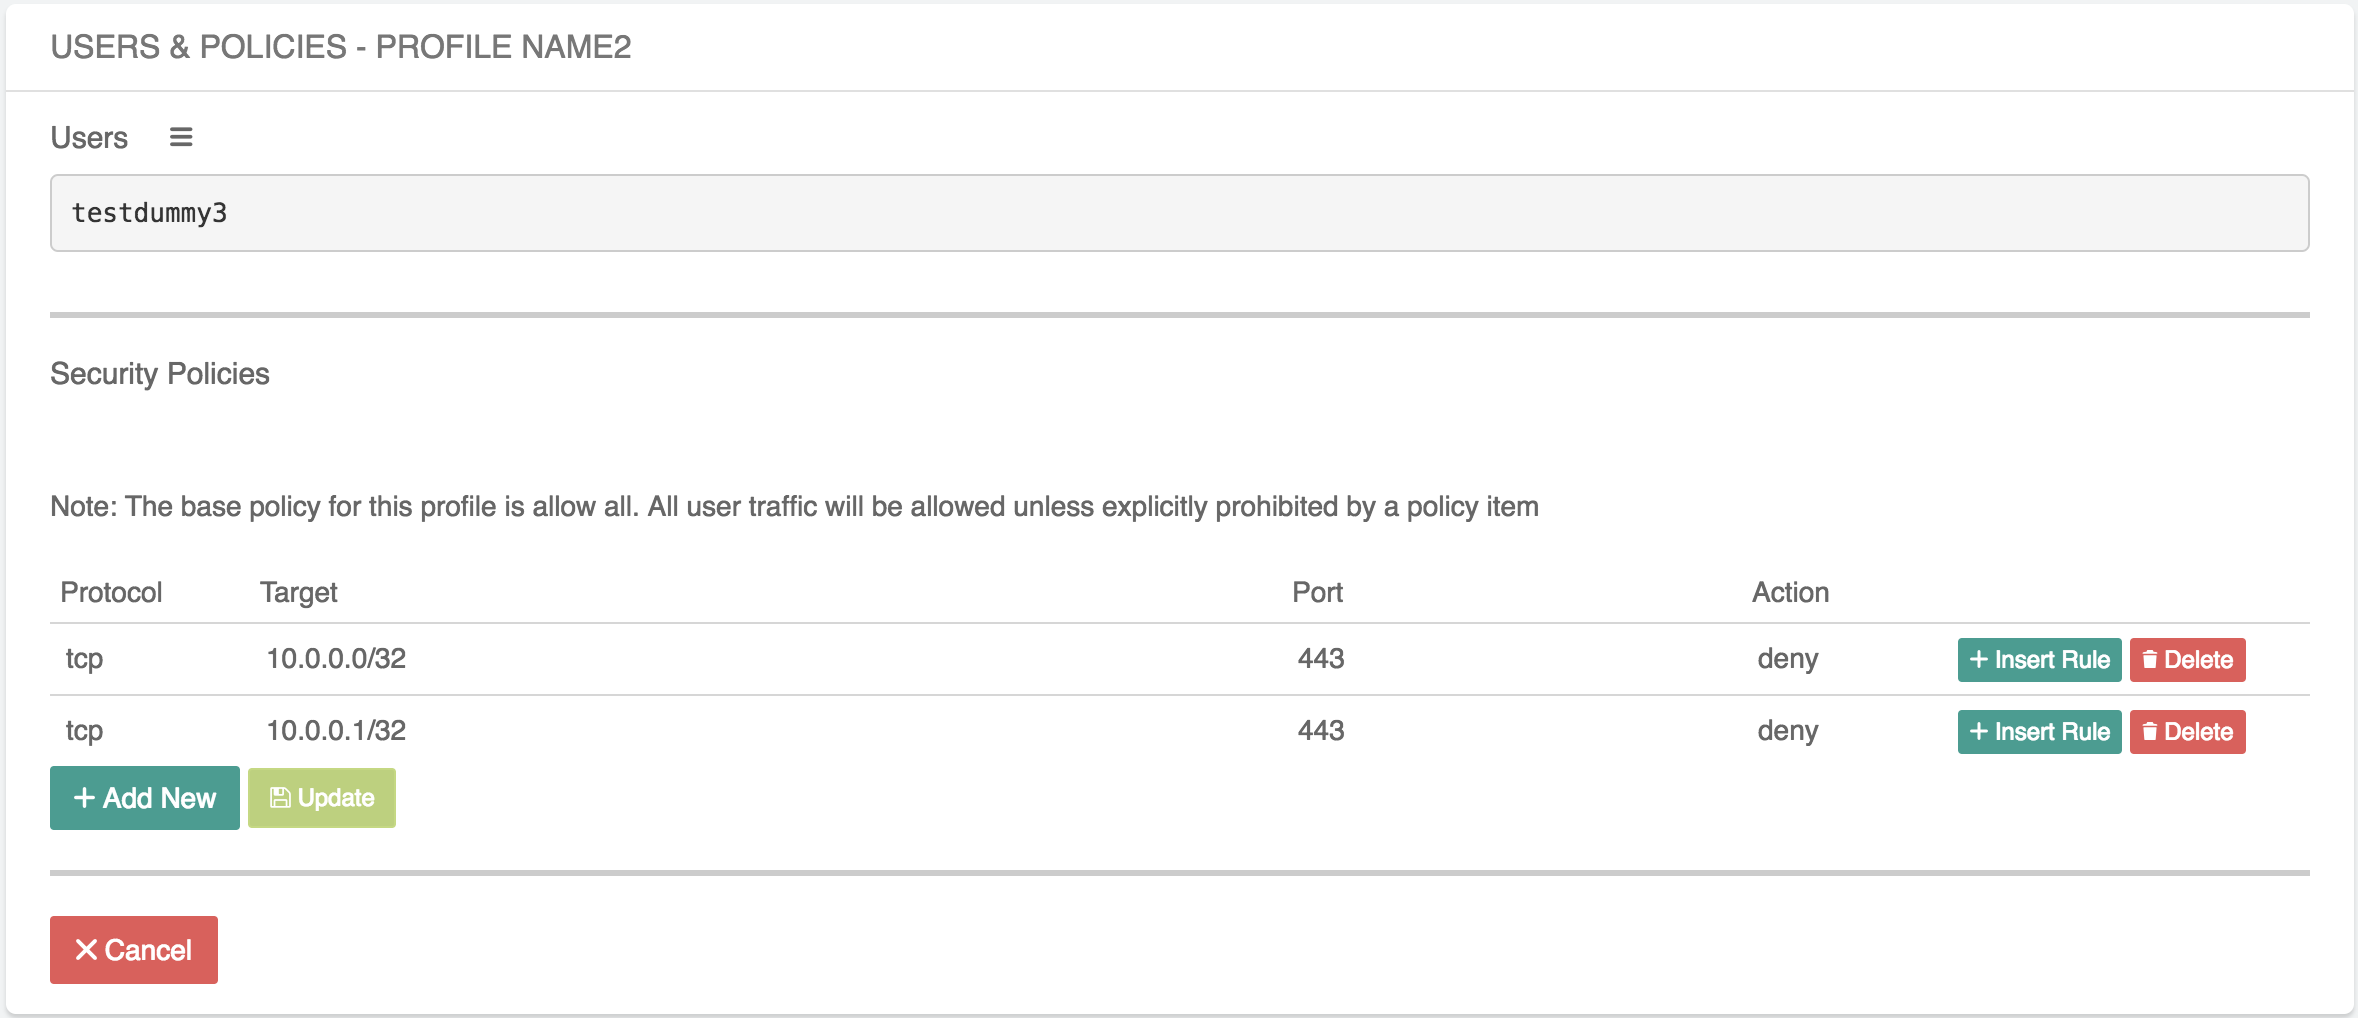 USERS & POLICIES - PROFILE NAME2
Users
testdummy3
Security Policies
Note: The base policy for this profile is allow all. All user traffic will be allowed unless explicitly prohibited by a policy item
Protocol Target Port Action
tcp 10.0.0.0/32 443 deny Insert Rule Delete
tcp 10.0.0.1/32 443 deny Insert Rule Delete
Add New Update
Cancel